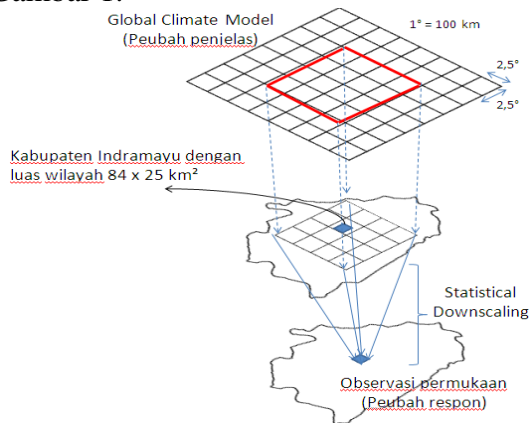 Global Climate Model
(Peubah penjelas)
1° = 100 km
2,5°
2,5°
Kabupaten Indramayu dengan
luas wilayah 84 x 25 km²
Statistical
Downscaling
Observasi permukaan
(Peubah respon)